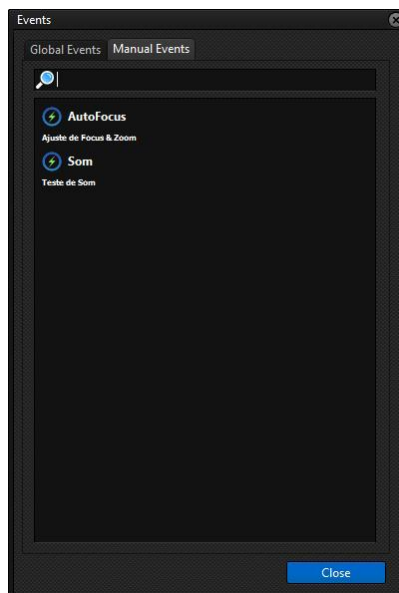 Events
Global Events Manual Events
AutoFocus
Ajuste de Focus & Zoom
Som
Teste de Som
Close